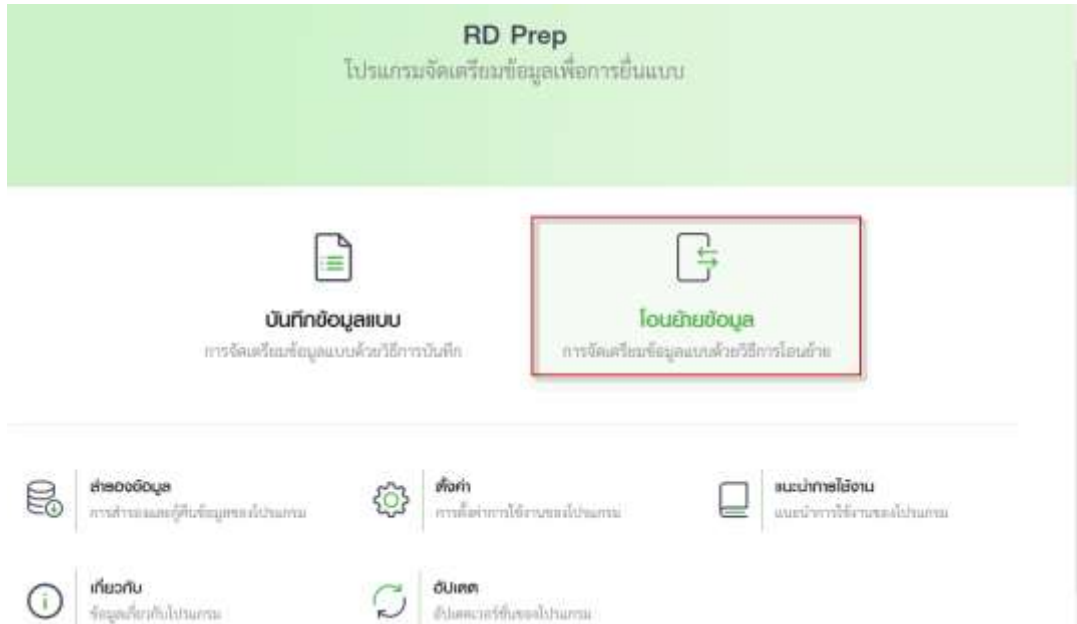 RD Prep
โปรแกรมจัดเตรียมข้อมูลเพื่อการยื่นแบบ
บันทึกข้อมูลแบบ
การจัดเตรียมข้อมูลแบบด้วยวิธีการบันทึก
โอนย้ายข้อมูล
การจัดเตรียมข้อมูลแบบด้วยวิธีการโอนย้าย
สำรองข้อมูล
การสำรองและกู้คืนข้อมูลของโปรแกรม
ตั้งค่า
การตั้งค่าการใช้งานของโปรแกรม
แนะนำการใช้งาน
แนะนำการใช้งานของโปรแกรม
เกี่ยวกับ
ข้อมูลเกี่ยวกับโปรแกรม
อัปเดต
อัปเดตเวอร์ชั่นของโปรแกรม